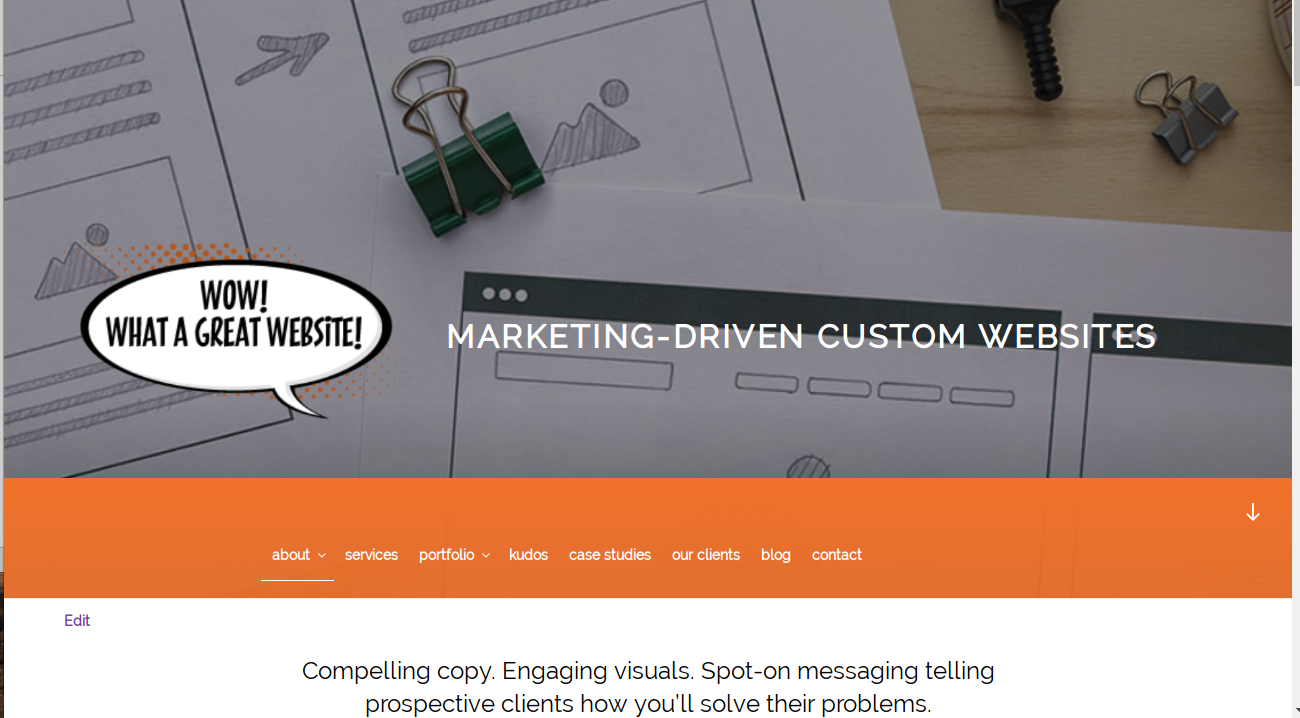 WOW!
WHAT A GREAT WEBSiTE!
MARKETING-DRIVEN CUSTOM WEBSITES
about services portfolio kudos case studies our clients blog contact
Edit
Compelling copy. Engaging visuals. Spot-on messaging telling
prospective clients how you’ll solve their problems.